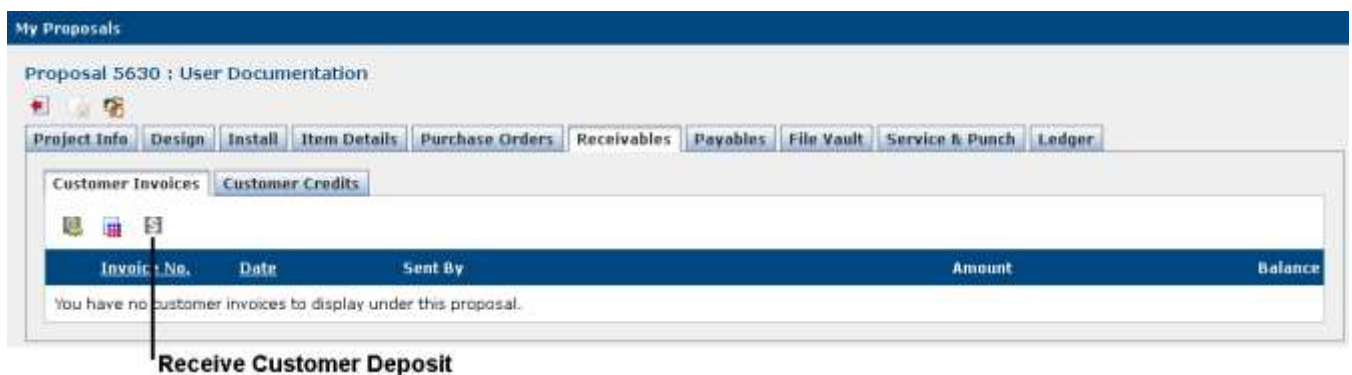 My Proposals
Proposal 5630 : User Documentation
Project Info Design Install Item Details Purchase Orders Receivables Payables File Vault Service & Punch Ledger
Customer Invoices Customer Credits
Invoice No. Date Sent By Amount Balance
You have no customer invoices to display under this proposal.
Receive Customer Deposit